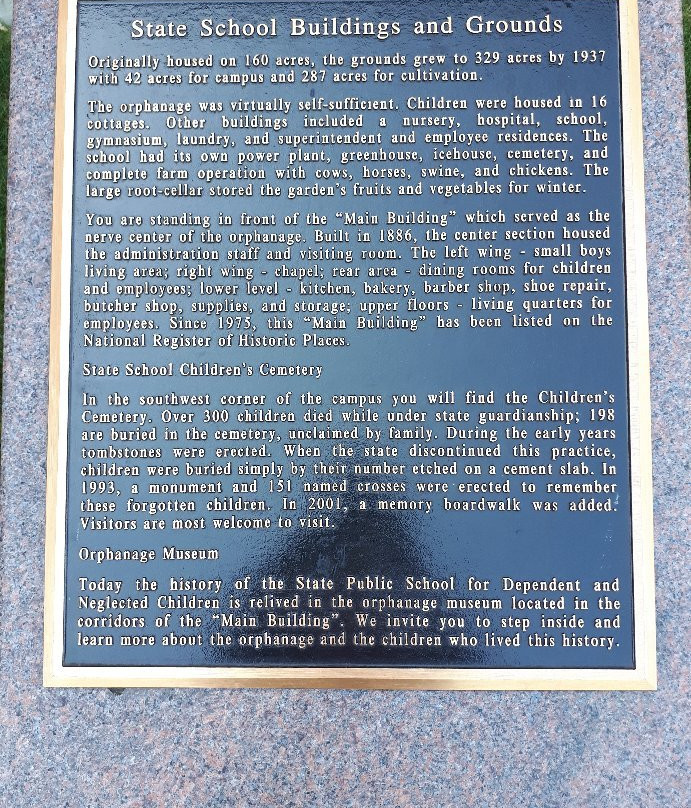 State School Buildings and Grounds
Originally housed on 160 acres, the grounds grew to 329 acres by 1937
with 42 acres for campus and 287 acres for cultivation.
The orphanage was virtually self-sufficient. Children were housed in 16
cottages. Other buildings included a nursery, hospital, school,
gymnasium, laundry, and superintendent and employee residences. The
school had its own power plant, greenhouse, icehouse, cemetery, and
complete farm operation with cows, horses, swine, and chickens. The
large root-cellar stored the garden's fruits and vegetables for winter.
You are standing in front of the "Main Building" which served as the
nerve center of the orphanage. Built in 1886, the center section housed
the administration staff and visiting room. The left wing - small boys
living area; right wing - chapel; rear area - dining rooms for children
and employees; lower level - kitchen, bakery, barber shop, shoe repair,
butcher shop, supplies, and storage; upper floors - living quarters for
employees. Since 1975, this "Main Building" has been listed on the
National Register of Historic Places.
State School Children's Cemetery
In the southwest corner of the campus you will find the Children's
Cemetery. Over 300 children died while under state guardianship; 198
are buried in the cemetery, unclaimed by family. During the early years
tombstones were erected. When the state discontinued this practice,
children were buried simply by their number etched on a cement slab. In
1993, a monument and 151 named crosses were erected to remember
these forgotten children. In 2001, a memory boardwalk was added.
Visitors are most welcome to visit.
Orphanage Museum
Today the history of the State Public School for Dependent and
Neglected Children is relived in the orphanage museum located in the
corridors of the "Main Building". We invite you to step inside and
learn more about the orphanage and the children who lived this history.